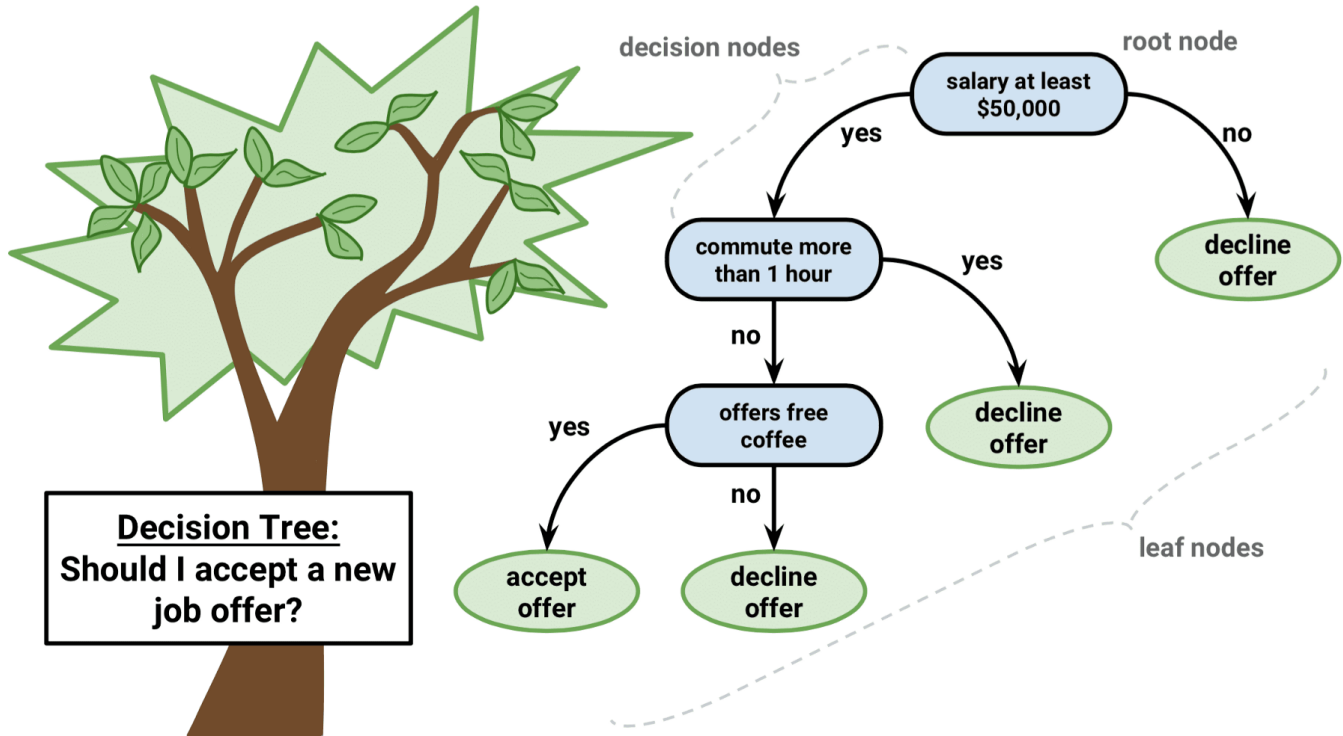 decision nodes
root node
salary at least
$50,000
yes
no
commute more
than 1 hour
yes
decline
offer
no
offers free
coffee
decline
offer
yes
no
Decision Tree:
Should I accept a new
job offer?
accept
offer
decline
offer
leaf nodes